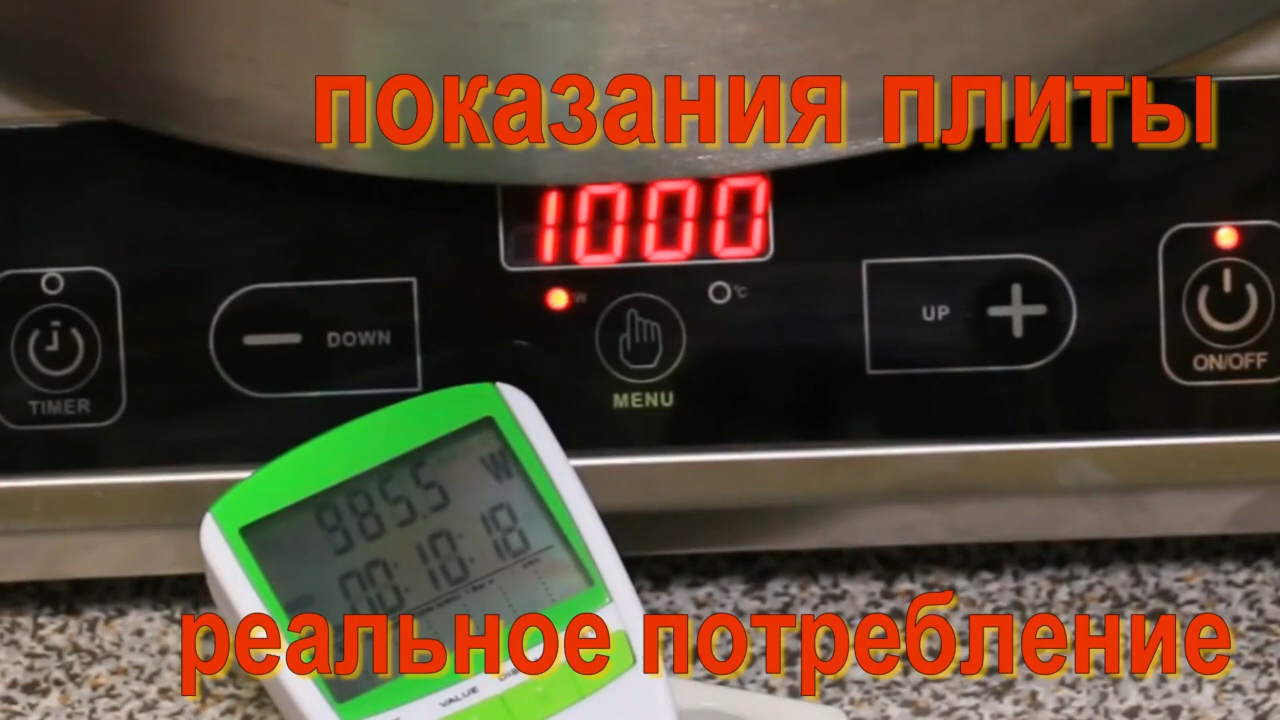 показания плиты
1000
W
°C
DOWN
UP
ON/OFF
TIMER
MENU
985.5 W
00:10:18
реальное потребление
VALUE